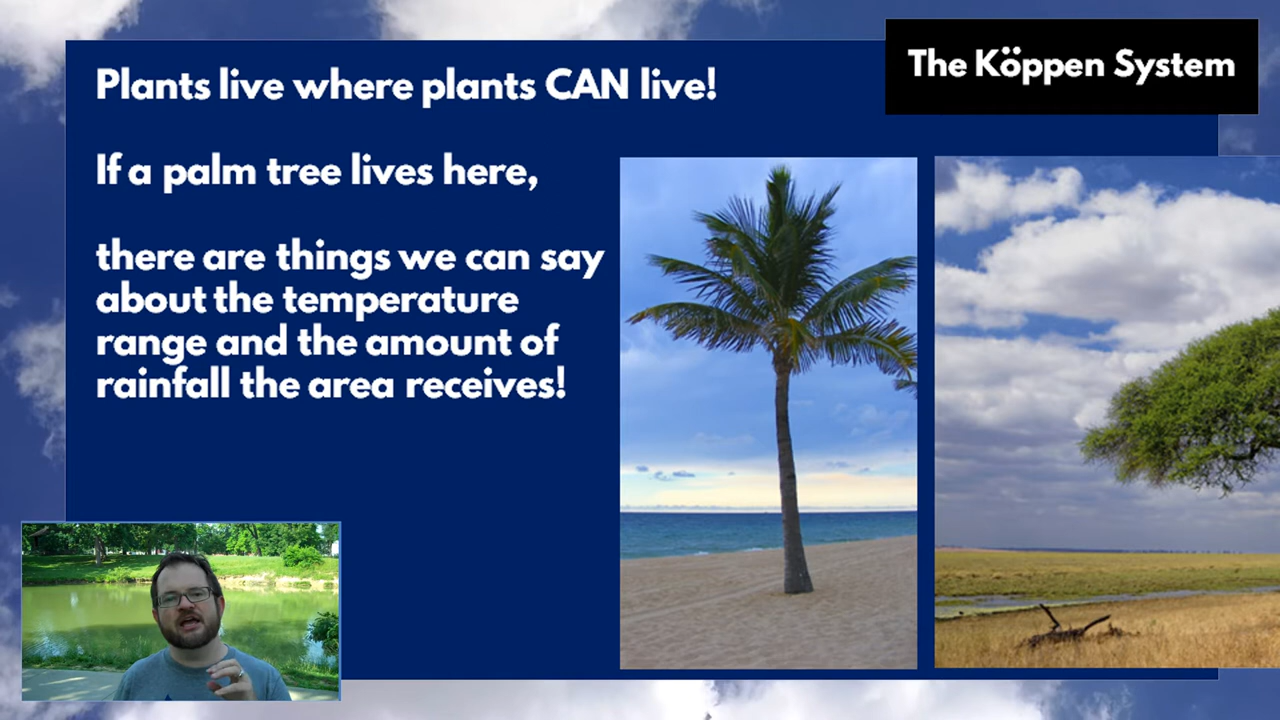 The Köppen System
Plants live where plants CAN live!
If a palm tree lives here,
there are things we can say
about the temperature
range and the amount of
rainfall the area receives!